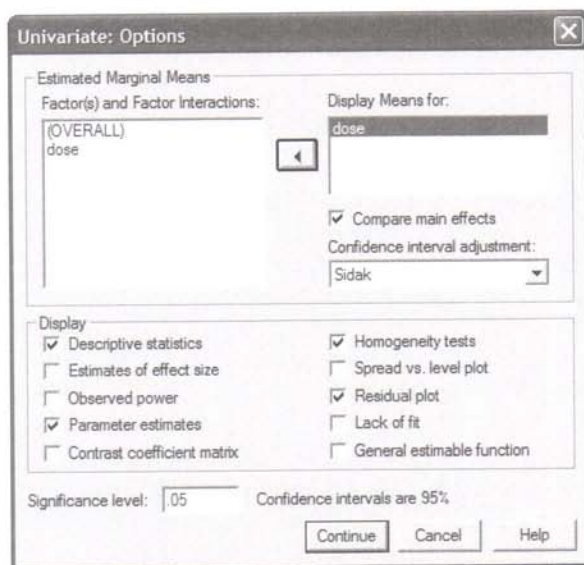 Univariate: Options
Estimated Marginal Means
Factor(s) and Factor Interactions:
(OVERALL)
dose
Display Means for:
dose
Compare main effects
Confidence interval adjustment:
Sidak
Display
Descriptive statistics
Estimates of effect size
Observed power
Parameter estimates
Contrast coefficient matrix
Homogeneity tests
Spread vs. level plot
Residual plot
Lack of fit
General estimable function
Significance level: .05 Confidence intervals are 95%
Continue Cancel Help